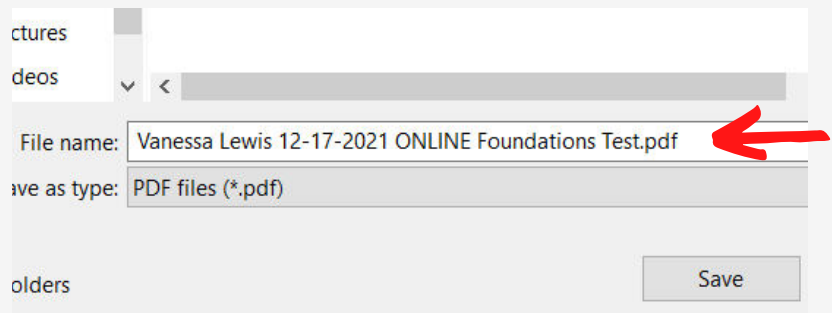 ctures
deos
File name: Vanessa Lewis 12-17-2021 ONLINE Foundations Test.pdf
ave as type: PDF files (*.pdf)
olders
Save